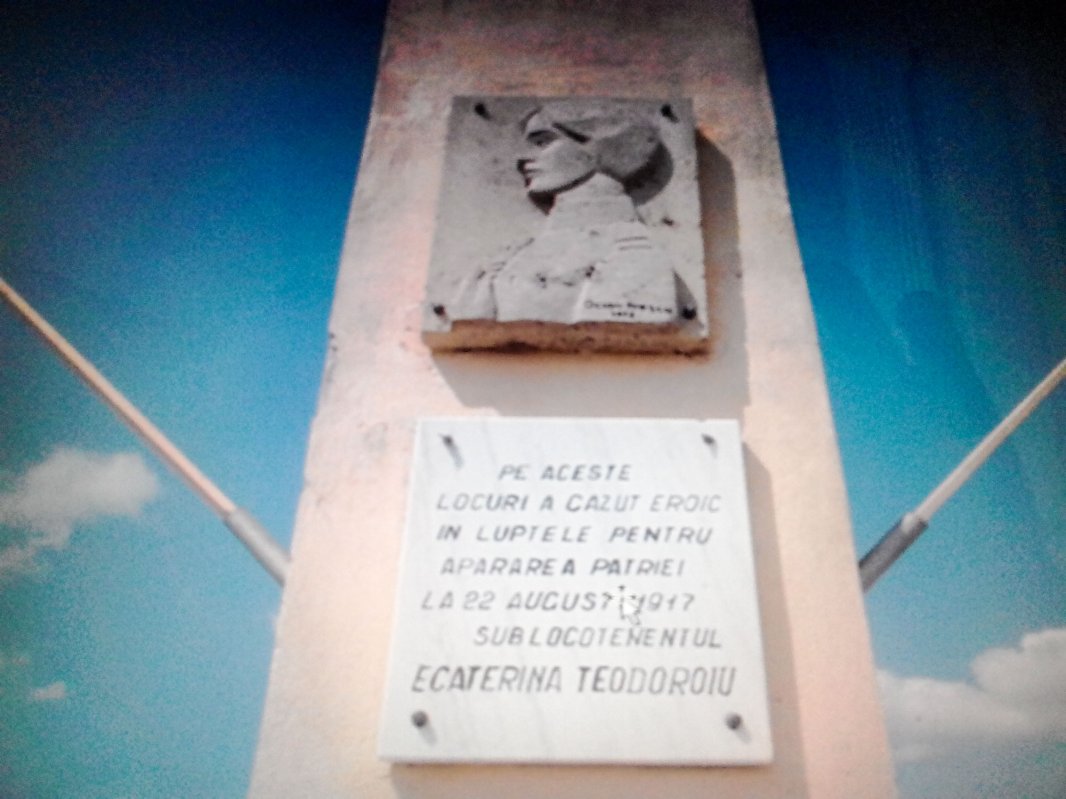 PE ACESTE
LOCURI A CAZUT EROIC
IN LUPTELE PENTRU
APARAREA PATRIEI
LA 22 AUGUST 1917
SUBLOCOTENENTUL
ECATERINA TEODOROIU